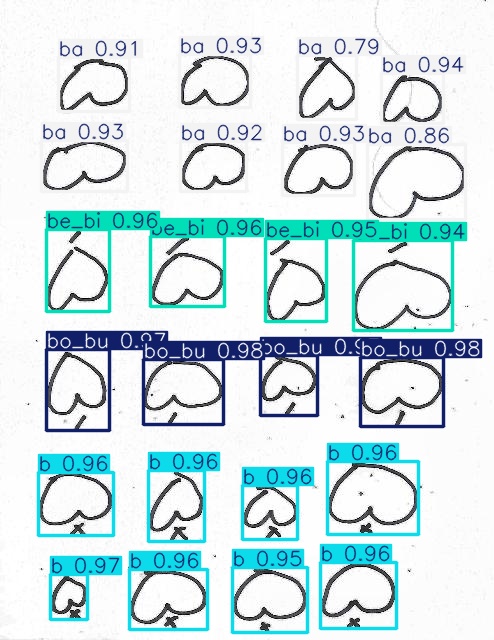 ba 0.91 ba 0.93 ba 0.79 ba 0.94
ᜊ ᜊ ᜊ ᜊ
ba 0.93 ba 0.92 ba 0.93 ba 0.86
ᜊ ᜊ ᜊ ᜊ
be_bi 0.96 be_bi 0.96 be_bi 0.95 _bi 0.94
ᜊᜒ ᜊᜒ ᜊᜒ ᜊᜒ
bo_bu 0.97 bo_bu 0.98 bo_bu 0.9 bo_bu 0.98
ᜊᜓ ᜊᜓ ᜊᜓ ᜊᜓ
b 0.96 b 0.96 b 0.96 b 0.96
ᜊ᜔ ᜊ᜔ ᜊ᜔ ᜊ᜔
b 0.97 b 0.96 b 0.95 b 0.96
ᜊ᜔ ᜊ᜔ ᜊ᜔ ᜊ᜔